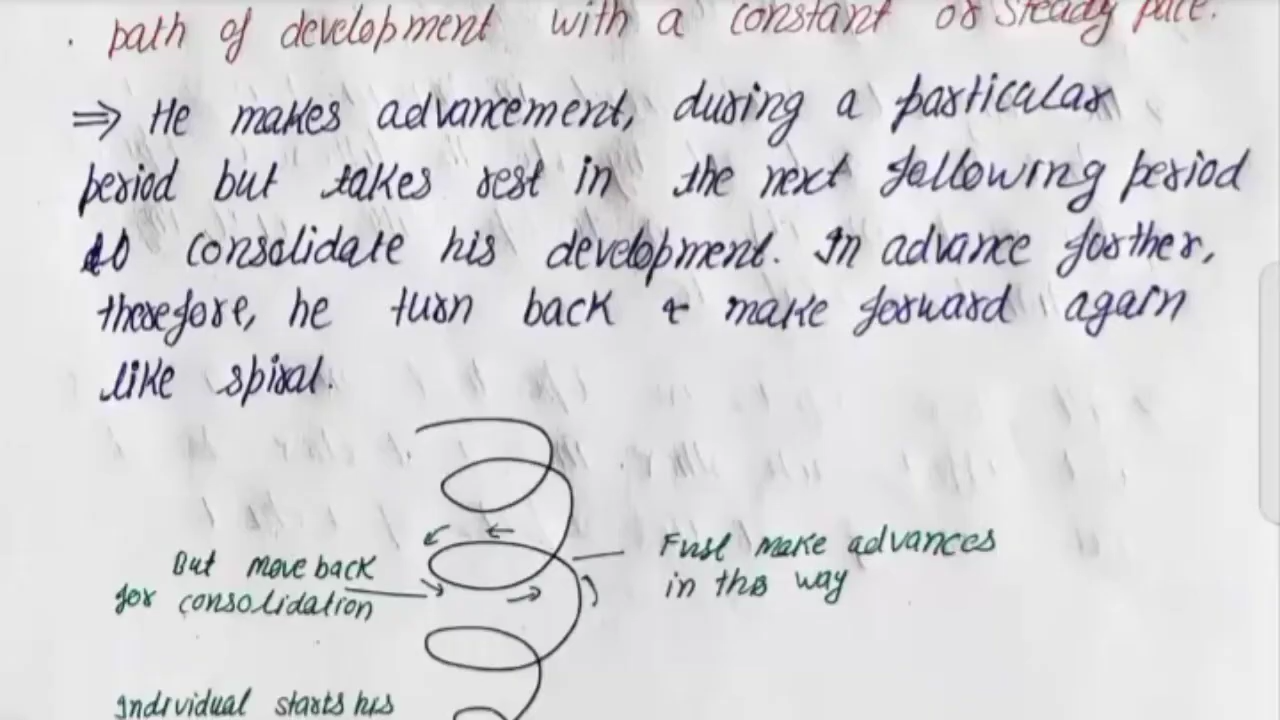 path of development with a constant or steady pace.
⇒ He makes advancement, during a particular
period but takes rest in the next following period
to consolidate his development. In advance forther,
therefore, he turn back & make forward again
like spiral.
But move back
for consolidation
First make advances
in this way
Individual starts his